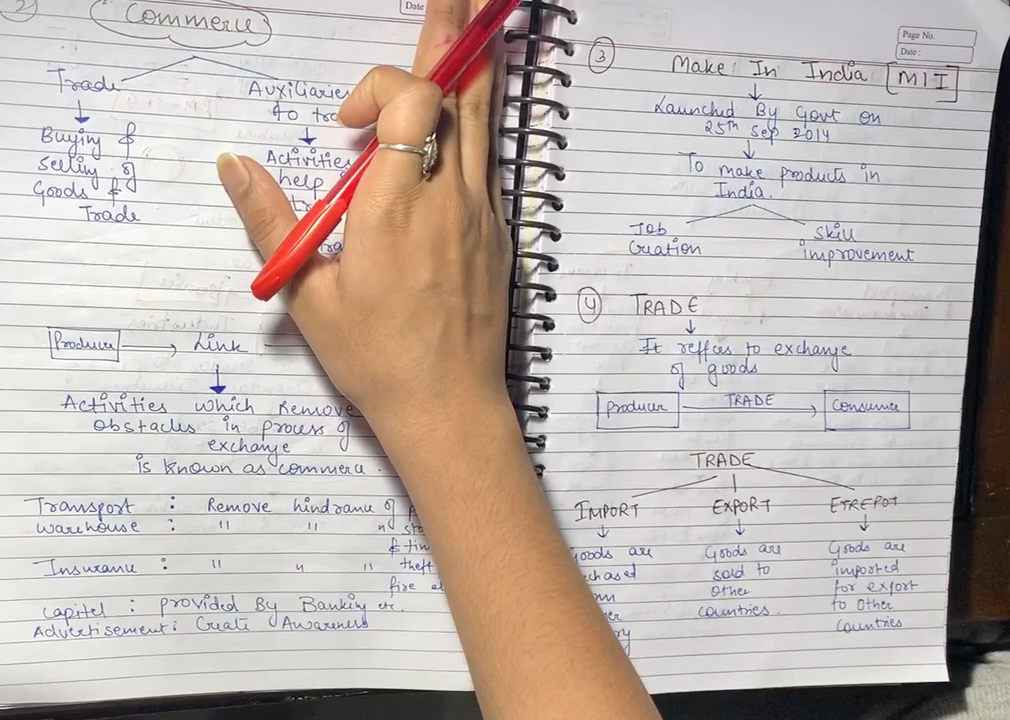 2
Commerce
Date
Trade
Buying &
selling of
Goods &
Trade
Auxiliaries
to
Activities
help
Producer
Link
Activities which Remove
obstacles in process of
exchange
is known as commerce.
Transport : Remove hindrance of
Warehouse : " " "
& 
Insurance : " " " theft
fire
Capital : provided By Banking etc.
Advertisement : Create Awareness
Page No.
Date :
3
Make In India [MII]
Launched By Govt on
25th Sep 2014
To make products in
India.
Job
Creation
Skill
improvement
4
TRADE
It reffers to exchange
of goods
Producer
TRADE
Consumer
TRADE
IMPORT
Goods are
EXPORT
Goods are
sold to
other
countries.
ETREPOT
Goods are
imported
for export
to Other
Countries